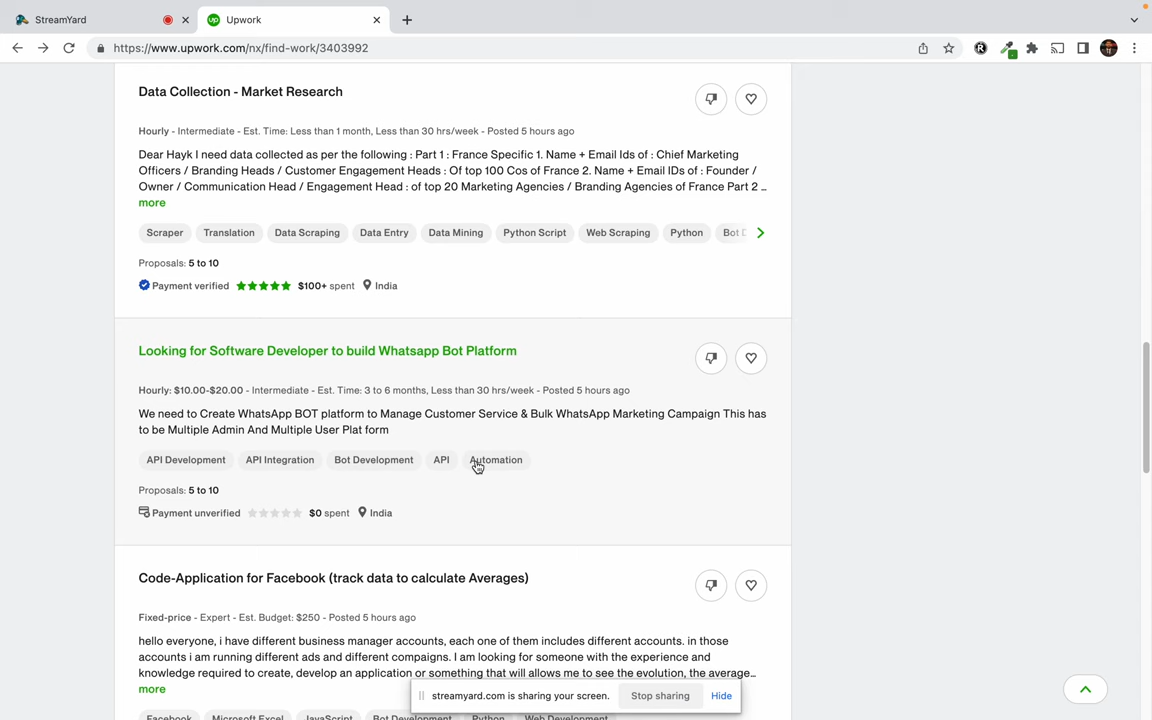 StreamYard
Upwork
https://www.upwork.com/nx/find-work/3403992
Data Collection - Market Research
Hourly - Intermediate - Est. Time: Less than 1 month, Less than 30 hrs/week - Posted 5 hours ago
Dear Hayk I need data collected as per the following : Part 1 : France Specific 1. Name + Email Ids of : Chief Marketing
Officers / Branding Heads / Customer Engagement Heads : Of top 100 Cos of France 2. Name + Email IDs of : Founder /
Owner / Communication Head / Engagement Head : of top 20 Marketing Agencies / Branding Agencies of France Part 2 …
more
Scraper Translation Data Scraping Data Entry Data Mining Python Script Web Scraping Python Bot
Proposals: 5 to 10
Payment verified $100+ spent India
Looking for Software Developer to build Whatsapp Bot Platform
Hourly: $10.00-$20.00 - Intermediate - Est. Time: 3 to 6 months, Less than 30 hrs/week - Posted 5 hours ago
We need to Create WhatsApp BOT platform to Manage Customer Service & Bulk WhatsApp Marketing Campaign This has
to be Multiple Admin And Multiple User Plat form
API Development API Integration Bot Development API Automation
Proposals: 5 to 10
Payment unverified $0 spent India
Code-Application for Facebook (track data to calculate Averages)
Fixed-price - Expert - Est. Budget: $250 - Posted 5 hours ago
hello everyone, i have different business manager accounts, each one of them includes different accounts. in those
accounts i am running different ads and different compaigns. I am looking for someone with the experience and
knowledge required to create, develop an application or something that will allows me to see the evolution, the average…
more
streamyard.com is sharing your screen. Stop sharing Hide
Facebook Microsoft Excel JavaScript Bot Development Python Web Development